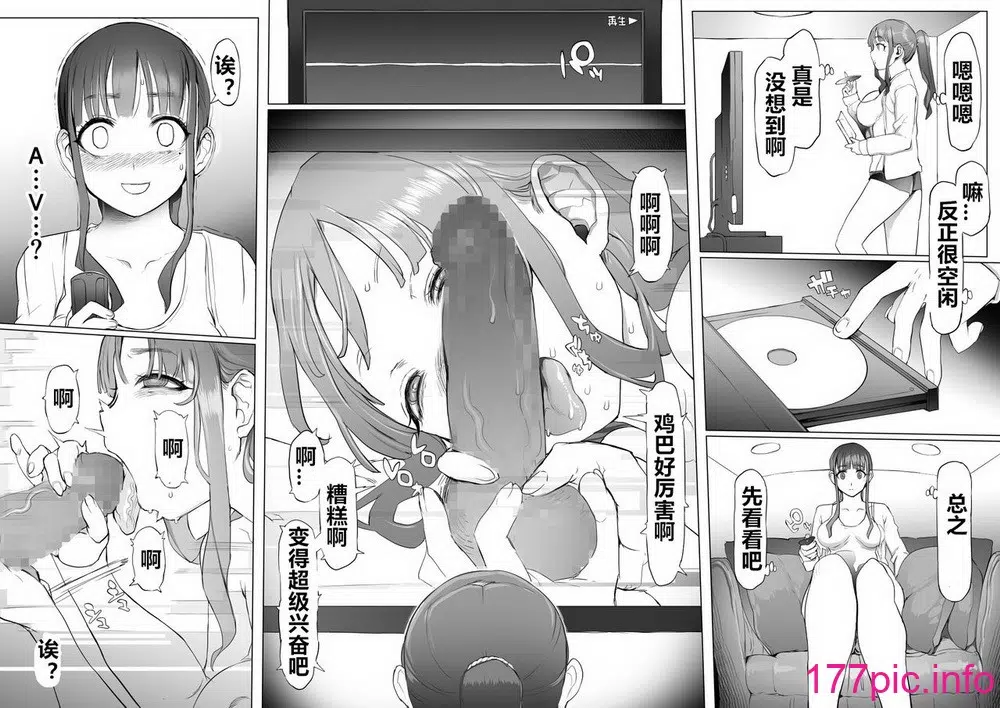 嗯嗯嗯
真是
没想到啊
嘛…
反正很空闲
总之
先看看吧
再生▶
啊啊啊
鸡巴好厉害啊
啊…
糟糕啊
变得超级兴奋吧
诶?
A…V…?
啊
啊
啊
诶?
177pic.info